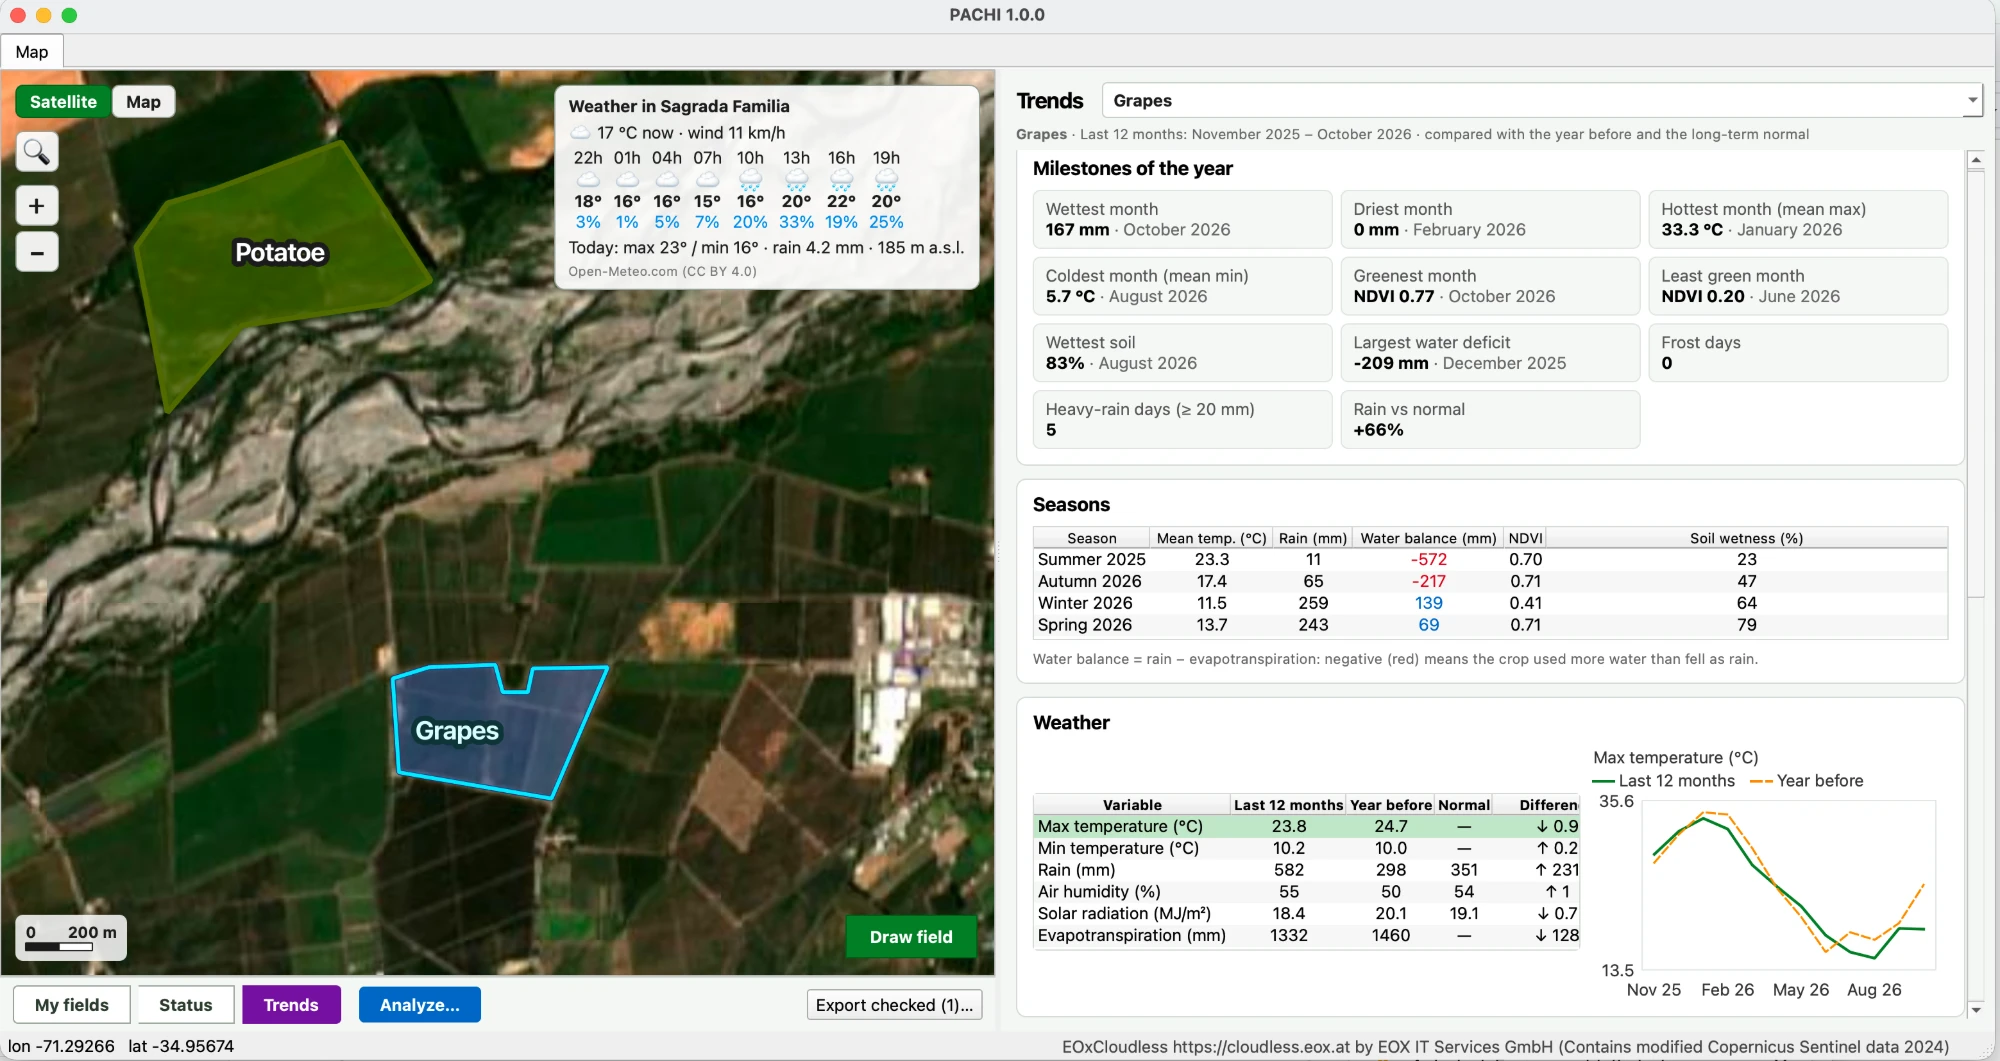 PACHI 1.0.0
Map
Satellite
Map
+
−
Potatoe
Weather in Sagrada Familia
17 °C now · wind 11 km/h
22h 01h 04h 07h 10h 13h 16h 19h
18° 16° 16° 15° 16° 20° 22° 20°
3% 1% 5% 7% 20% 33% 19% 25%
Today: max 23° / min 16° · rain 4.2 mm · 185 m a.s.l.
Open-Meteo.com (CC BY 4.0)
Grapes
0 200 m
Draw field
My fields
Status
Trends
Analyze...
Export checked (1)...
lon -71.29266 lat -34.95674
Trends
Grapes
Grapes · Last 12 months: November 2025 – October 2026 · compared with the year before and the long-term normal
Milestones of the year
Wettest month
167 mm · October 2026
Driest month
0 mm · February 2026
Hottest month (mean max)
33.3 °C · January 2026
Coldest month (mean min)
5.7 °C · August 2026
Greenest month
NDVI 0.77 · October 2026
Least green month
NDVI 0.20 · June 2026
Wettest soil
83% · August 2026
Largest water deficit
-209 mm · December 2025
Frost days
0
Heavy-rain days (≥ 20 mm)
5
Rain vs normal
+66%
Seasons
Season Mean temp. (°C) Rain (mm) Water balance (mm) NDVI Soil wetness (%)
Summer 2025 23.3 11 -572 0.70 23
Autumn 2026 17.4 65 -217 0.71 47
Winter 2026 11.5 259 139 0.41 64
Spring 2026 13.7 243 69 0.71 79
Water balance = rain − evapotranspiration: negative (red) means the crop used more water than fell as rain.
Weather
Variable Last 12 months Year before Normal Differen
Max temperature (°C) 23.8 24.7 — ↓ 0.9
Min temperature (°C) 10.2 10.0 — ↑ 0.2
Rain (mm) 582 298 351 ↑ 231
Air humidity (%) 55 50 54 ↑ 1
Solar radiation (MJ/m²) 18.4 20.1 19.1 ↓ 0.7
Evapotranspiration (mm) 1332 1460 — ↓ 128
Max temperature (°C)
Last 12 months Year before
35.6
13.5
Nov 25 Feb 26 May 26 Aug 26
EOxCloudless https://cloudless.eox.at by EOX IT Services GmbH (Contains modified Copernicus Sentinel data 2024)